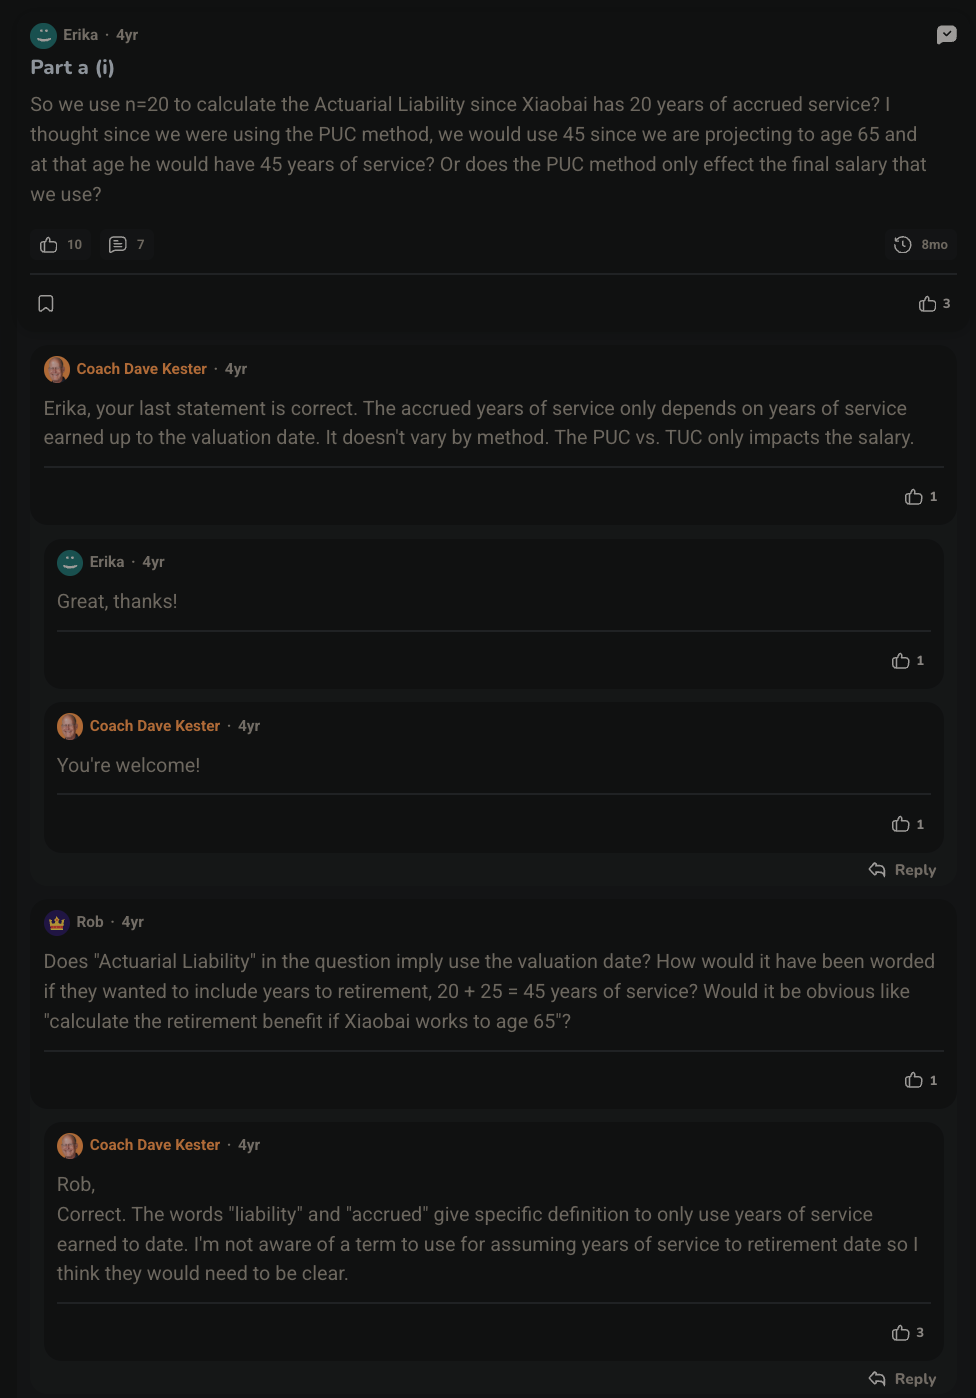 Erika · 4yr
Part a (i)
So we use n=20 to calculate the Actuarial Liability since Xiaobai has 20 years of accrued service? I
thought since we were using the PUC method, we would use 45 since we are projecting to age 65 and
at that age he would have 45 years of service? Or does the PUC method only effect the final salary that
we use?
10 7 8mo
3
Coach Dave Kester · 4yr
Erika, your last statement is correct. The accrued years of service only depends on years of service
earned up to the valuation date. It doesn't vary by method. The PUC vs. TUC only impacts the salary.
1
Erika · 4yr
Great, thanks!
1
Coach Dave Kester · 4yr
You're welcome!
1
Reply
Rob · 4yr
Does "Actuarial Liability" in the question imply use the valuation date? How would it have been worded
if they wanted to include years to retirement, 20 + 25 = 45 years of service? Would it be obvious like
"calculate the retirement benefit if Xiaobai works to age 65"?
1
Coach Dave Kester · 4yr
Rob,
Correct. The words "liability" and "accrued" give specific definition to only use years of service
earned to date. I'm not aware of a term to use for assuming years of service to retirement date so I
think they would need to be clear.
3
Reply